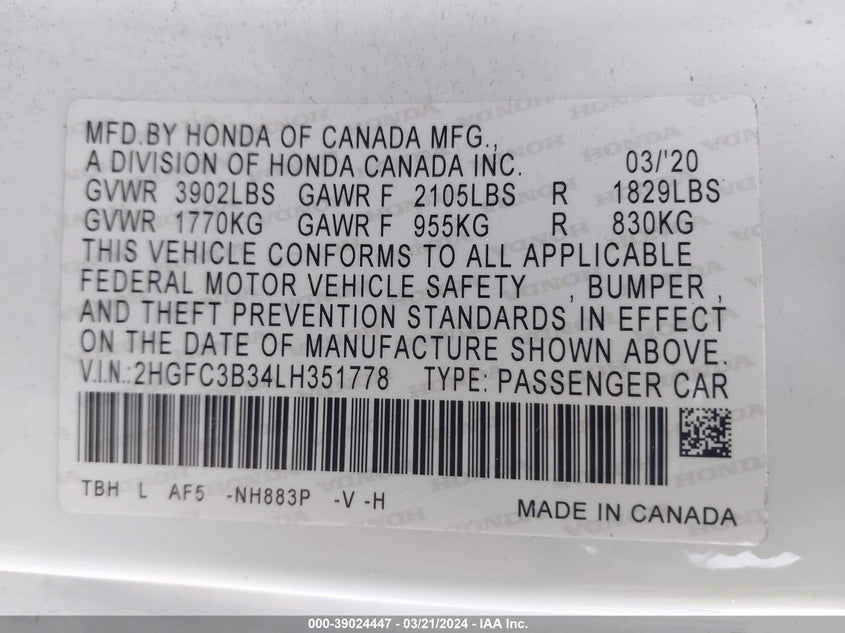 MFD.BY HONDA OF CANADA MFG.,
A DIVISION OF HONDA CANADA INC. 03/'20
GVWR 3902LBS GAWR F 2105LBS R 1829LBS
GVWR 1770KG GAWR F 955KG R 830KG
THIS VEHICLE CONFORMS TO ALL APPLICABLE
FEDERAL MOTOR VEHICLE SAFETY , BUMPER ,
AND THEFT PREVENTION STANDARDS IN EFFECT
ON THE DATE OF MANUFACTURE SHOWN ABOVE.
V.I.N.:2HGFC3B34LH351778 TYPE: PASSENGER CAR
TBH L AF5 -NH883P -V -H
MADE IN CANADA
000-39024447 - 03/21/2024 - IAA Inc.